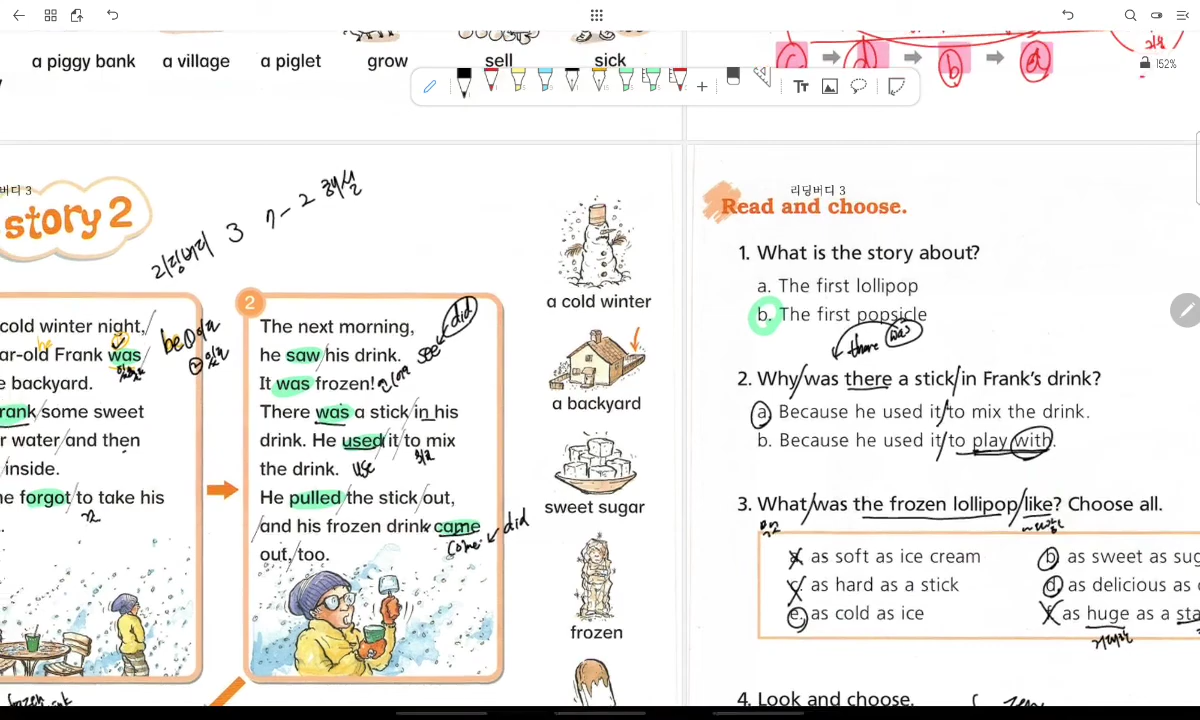 a piggy bank a village a piglet grow sell sick
c d b a
152%
TT
버디 3
story 2
리딩버디 3 7-2 해설
cold winter night,
be
ar-old Frank was
e backyard.
rank some sweet
r water and then
inside.
e forgot to take his
2
The next morning,
he saw his drink.
see did
It was frozen!
There was a stick in his
drink. He used it to mix
the drink.
use
He pulled the stick out,
and his frozen drink came
come did
out, too.
a cold winter
a backyard
sweet sugar
frozen
리딩버디 3
Read and choose.
1. What is the story about?
a. The first lollipop
b. The first popsicle
there was
2. Why was there a stick in Frank's drink?
a. Because he used it to mix the drink.
b. Because he used it to play with.
3. What was the frozen lollipop like? Choose all.
as soft as ice cream
b as sweet as sug
as hard as a stick
d. as delicious as
e. as cold as ice
as huge as a sta
거대한
4. Look and choose.